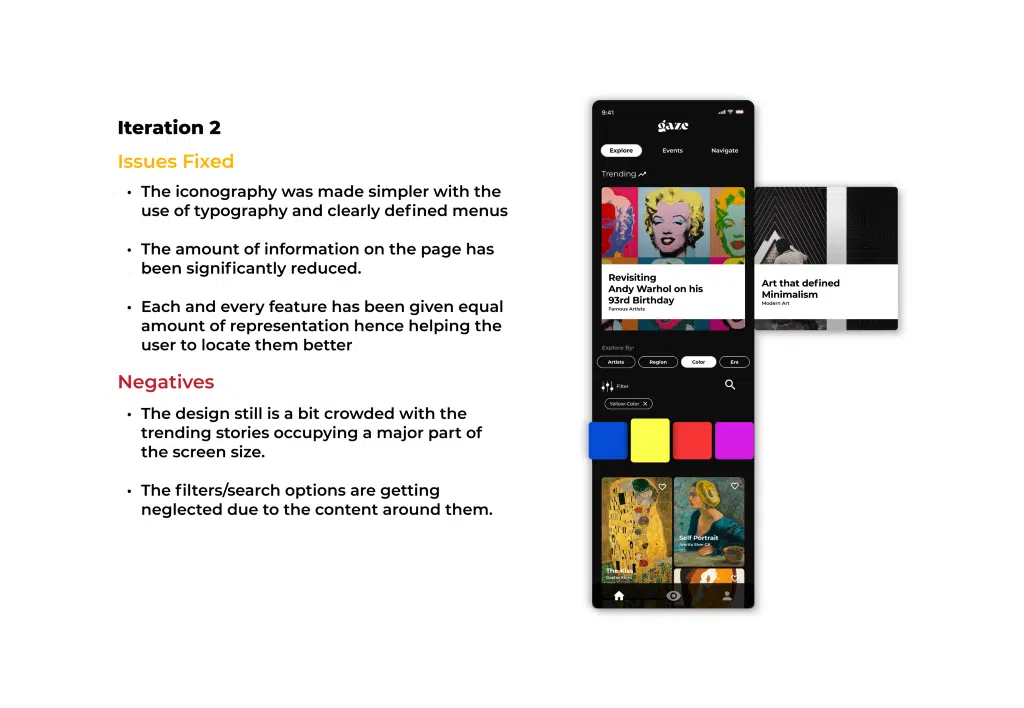 Iteration 2
Issues Fixed
• The iconography was made simpler with the
use of typography and clearly defined menus
• The amount of information on the page has
been significantly reduced.
• Each and every feature has been given equal
amount of representation hence helping the
user to locate them better
Negatives
• The design still is a bit crowded with the
trending stories occupying a major part of
the screen size.
• The filters/search options are getting
neglected due to the content around them.
9:41
gaze
Explore Events Navigate
Trending
Revisiting
Andy Warhol on his
93rd Birthday
Famous Artists
Art that defined
Minimalism
Modern Art
Explore By:
Artists Region Color Era
Filter
Yellow-Color X
Self Portrait
The Kiss